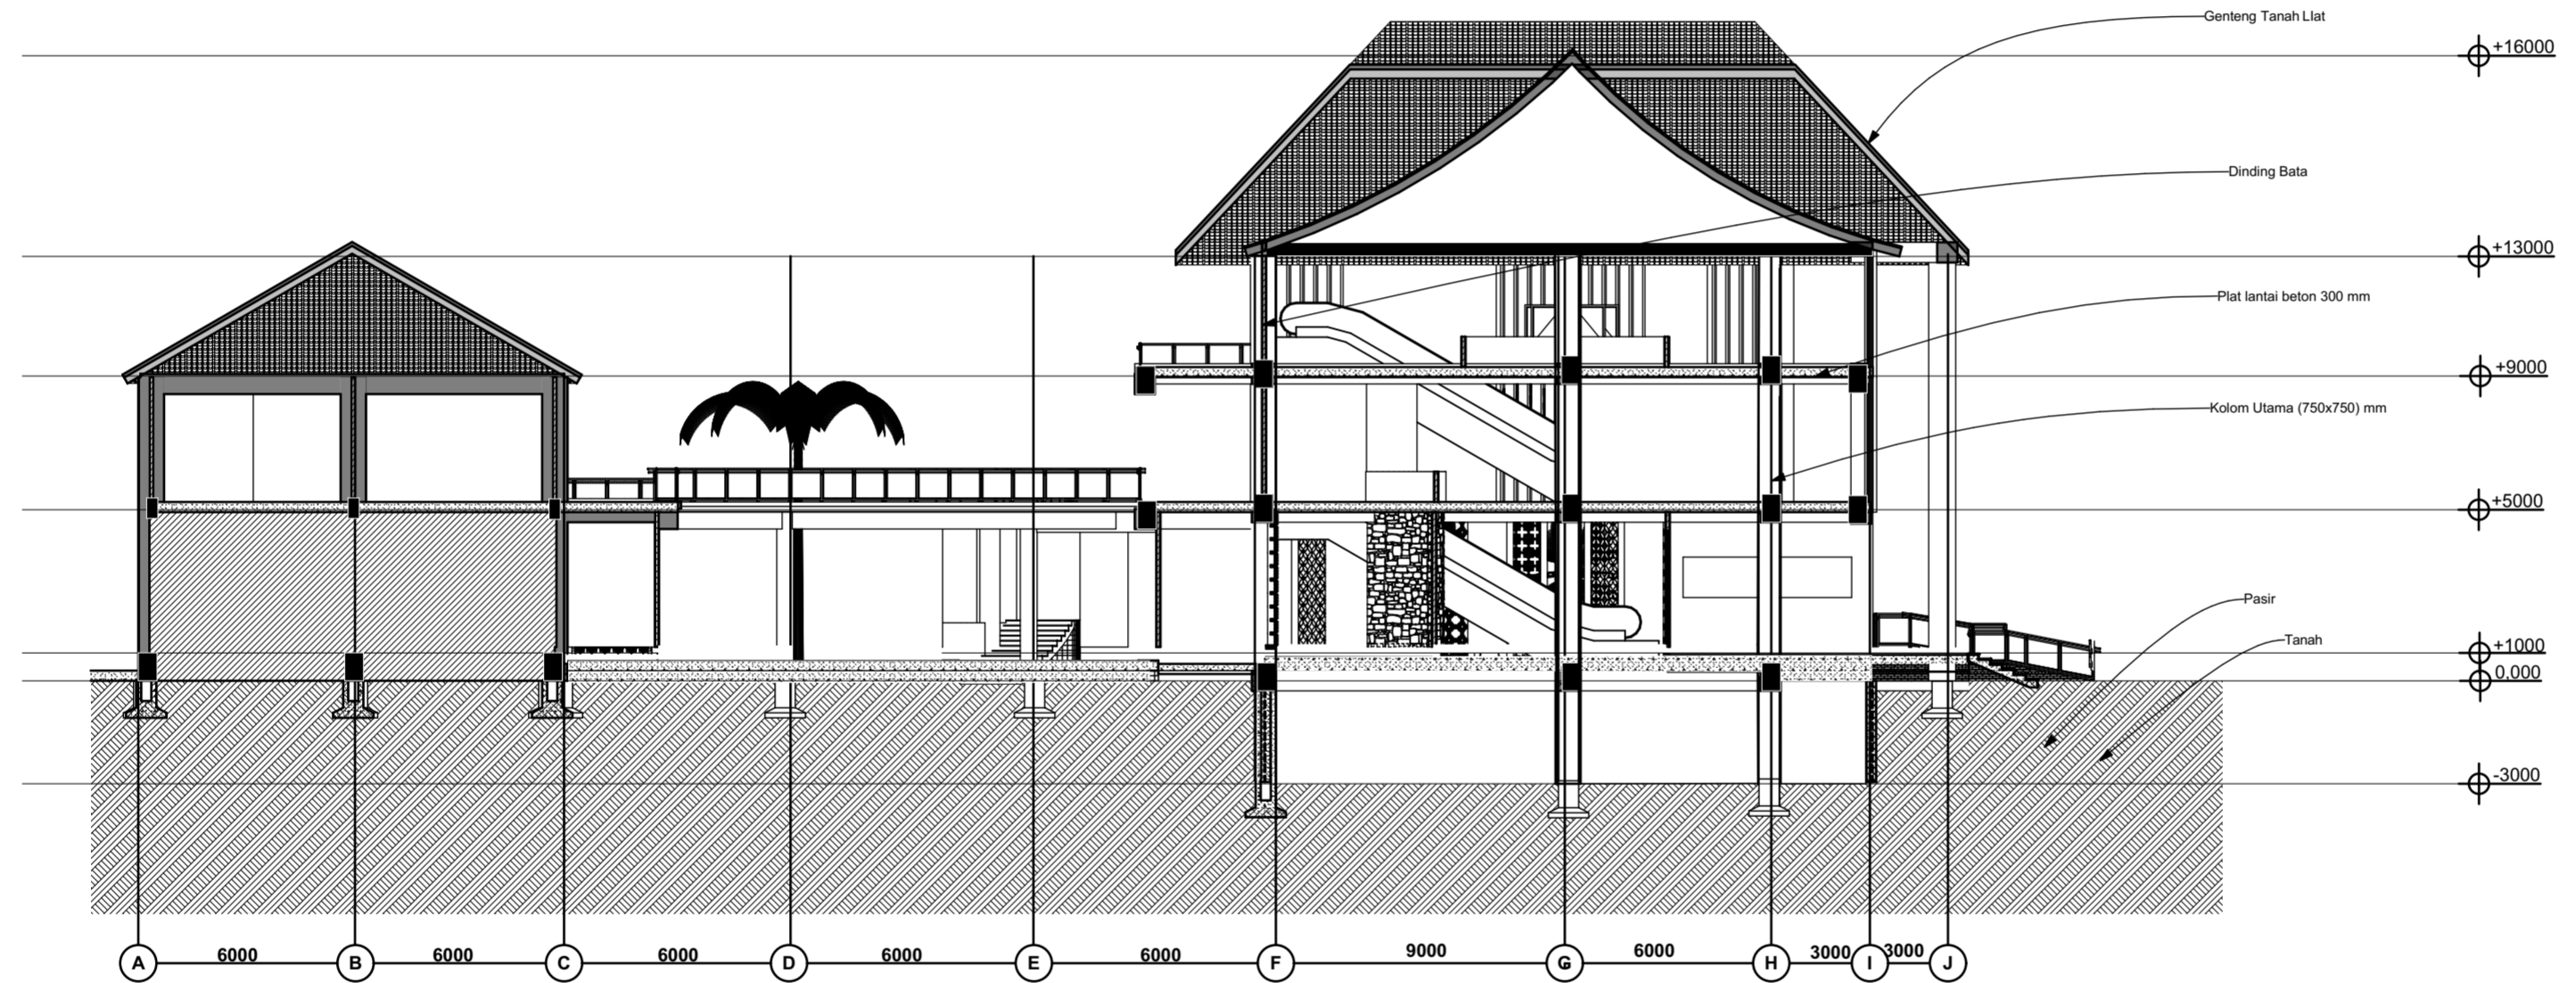 Genteng Tanah LIat
+16000
Dinding Bata
+13000
Plat lantai beton 300 mm
+9000
Kolom Utama (750x750) mm
+5000
Pasir
Tanah
+1000
0,000
-3000
A 6000 B 6000 C 6000 D 6000 E 6000 F 9000 G 6000 H 3000 I 3000 J